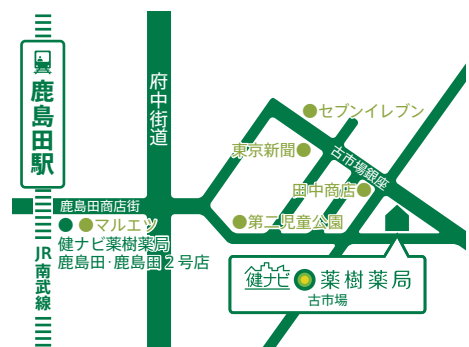 鹿島田駅
JR南武線
府中街道
セブンイレブン
東京新聞
古市場銀座
田中商店
鹿島田商店街
マルエツ
第二児童公園
健ナビ薬樹薬局
鹿島田・鹿島田2号店
健ナビ 薬樹薬局
古市場